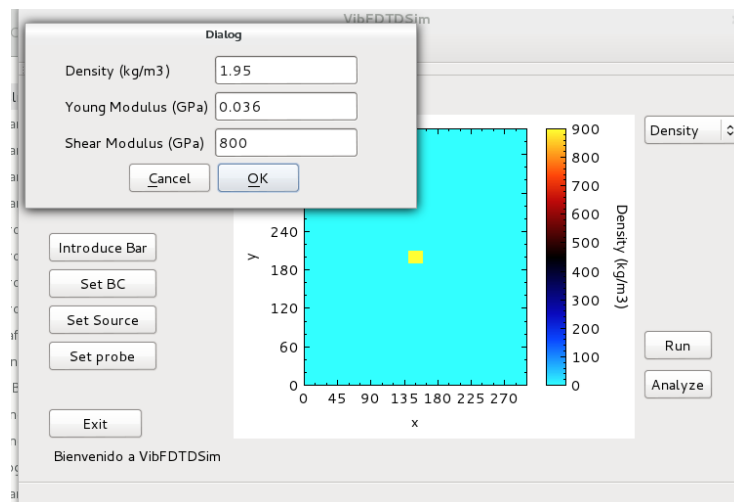 VibFDTDSim
Dialog
Density (kg/m3) 1.95
Young Modulus (GPa) 0.036
Shear Modulus (GPa) 800
Cancel OK
Introduce Bar
Set BC
Set Source
Set probe
Exit
Bienvenido a VibFDTDSim
240
180
120
60
0
y
0 45 90 135 180 225 270
x
900
800
700
600
500
400
300
200
100
0
Density (kg/m3)
Density
Run
Analyze